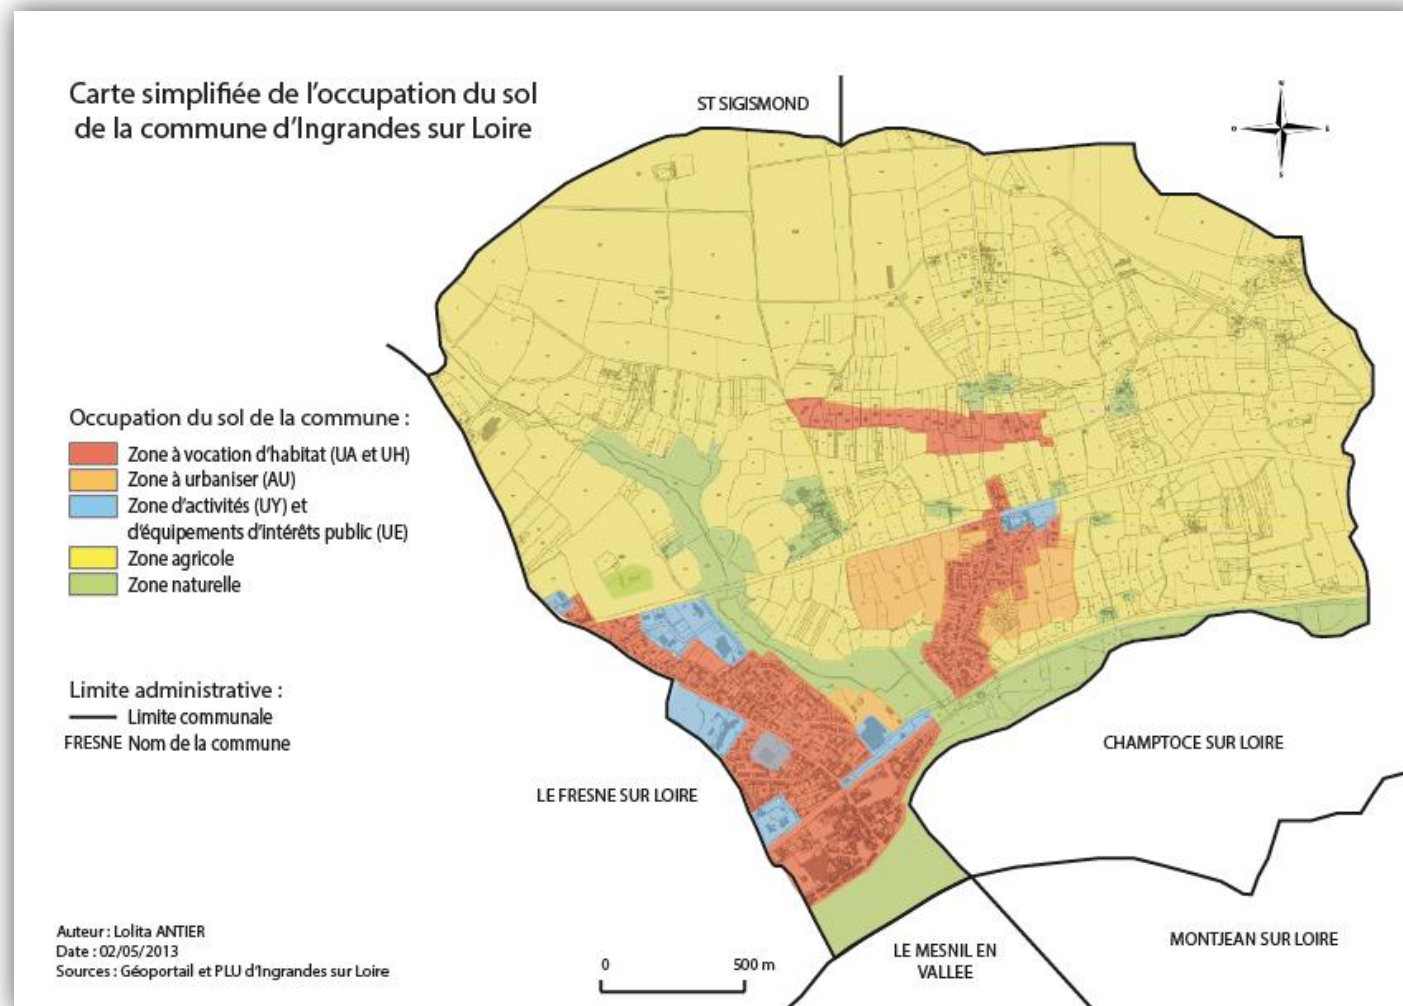 Carte simplifiée de l'occupation du sol
de la commune d'Ingrandes sur Loire
ST SIGISMOND
N
O
E
S
Occupation du sol de la commune :
Zone à vocation d'habitat (UA et UH)
Zone à urbaniser (AU)
Zone d'activités (UY) et
d'équipements d'intérêts public (UE)
Zone agricole
Zone naturelle
Limite administrative :
Limite communale
FRESNE Nom de la commune
CHAMPTOCE SUR LOIRE
LE FRESNE SUR LOIRE
LE MESNIL EN
VALLEE
MONTJEAN SUR LOIRE
Auteur : Lolita ANTIER
Date : 02/05/2013
Sources : Géoportail et PLU d'Ingrandes sur Loire
0 500 m